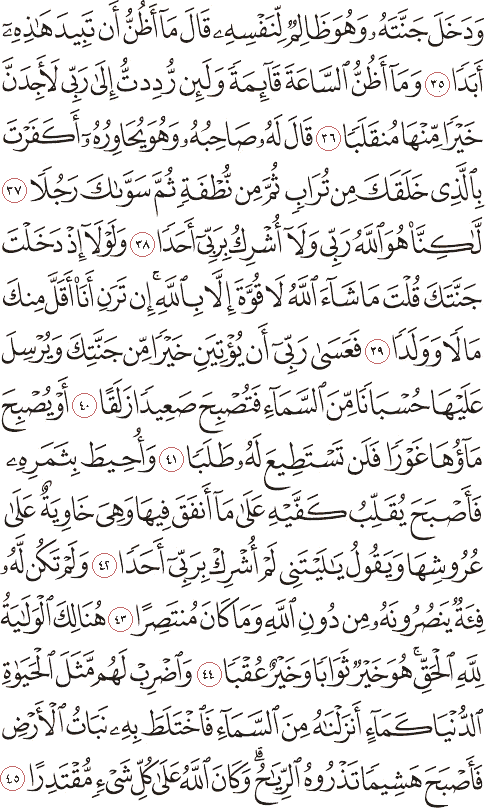 وَدَخَلَ جَنَّتَهُۥ وَهُوَ ظَالِمٌ لِّنَفْسِهِۦ قَالَ مَآ أَظُنُّ أَن تَبِيدَ هَٰذِهِۦٓ
أَبَدًا ٣٥ وَمَآ أَظُنُّ ٱلسَّاعَةَ قَآئِمَةً وَلَئِن رُّدِدتُّ إِلَىٰ رَبِّى لَأَجِدَنَّ
خَيْرًا مِّنْهَا مُنقَلَبًا ٣٦ قَالَ لَهُۥ صَاحِبُهُۥ وَهُوَ يُحَاوِرُهُۥٓ أَكَفَرْتَ
بِٱلَّذِى خَلَقَكَ مِن تُرَابٍ ثُمَّ مِن نُّطْفَةٍ ثُمَّ سَوَّىٰكَ رَجُلًا ٣٧
لَّٰكِنَّا۠ هُوَ ٱللَّهُ رَبِّى وَلَآ أُشْرِكُ بِرَبِّىٓ أَحَدًا ٣٨ وَلَوْلَآ إِذْ دَخَلْتَ
جَنَّتَكَ قُلْتَ مَا شَآءَ ٱللَّهُ لَا قُوَّةَ إِلَّا بِٱللَّهِ ۚ إِن تَرَنِ أَنَا۠ أَقَلَّ مِنكَ
مَالًا وَوَلَدًا ٣٩ فَعَسَىٰ رَبِّىٓ أَن يُؤْتِيَنِ خَيْرًا مِّن جَنَّتِكَ وَيُرْسِلَ
عَلَيْهَا حُسْبَانًا مِّنَ ٱلسَّمَآءِ فَتُصْبِحَ صَعِيدًا زَلَقًا ٤٠ أَوْ يُصْبِحَ
مَآؤُهَا غَوْرًا فَلَن تَسْتَطِيعَ لَهُۥ طَلَبًا ٤١ وَأُحِيطَ بِثَمَرِهِۦ
فَأَصْبَحَ يُقَلِّبُ كَفَّيْهِ عَلَىٰ مَآ أَنفَقَ فِيهَا وَهِىَ خَاوِيَةٌ عَلَىٰ
عُرُوشِهَا وَيَقُولُ يَٰلَيْتَنِى لَمْ أُشْرِكْ بِرَبِّىٓ أَحَدًا ٤٢ وَلَمْ تَكُن لَّهُۥ
فِئَةٌ يَنصُرُونَهُۥ مِن دُونِ ٱللَّهِ وَمَا كَانَ مُنتَصِرًا ٤٣ هُنَالِكَ ٱلْوَلَٰيَةُ
لِلَّهِ ٱلْحَقِّ ۚ هُوَ خَيْرٌ ثَوَابًا وَخَيْرٌ عُقْبًا ٤٤ وَٱضْرِبْ لَهُم مَّثَلَ ٱلْحَيَوٰةِ
ٱلدُّنْيَا كَمَآءٍ أَنزَلْنَٰهُ مِنَ ٱلسَّمَآءِ فَٱخْتَلَطَ بِهِۦ نَبَاتُ ٱلْأَرْضِ
فَأَصْبَحَ هَشِيمًا تَذْرُوهُ ٱلرِّيَٰحُ ۗ وَكَانَ ٱللَّهُ عَلَىٰ كُلِّ شَىْءٍ مُّقْتَدِرًا ٤٥